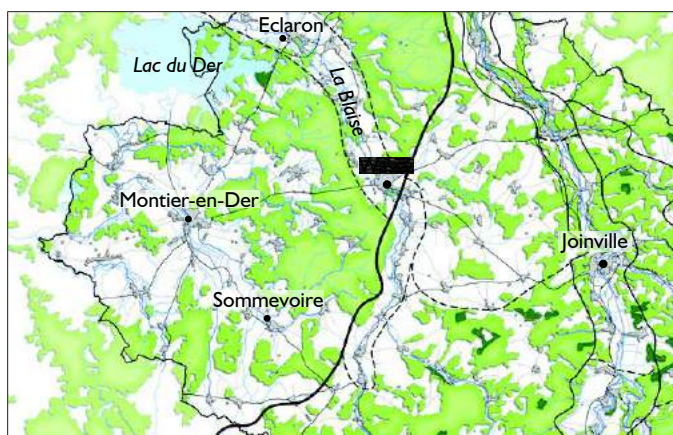 Eclaron
Lac du Der
La Blaise
Montier-en-Der
Joinville
Sommevoire